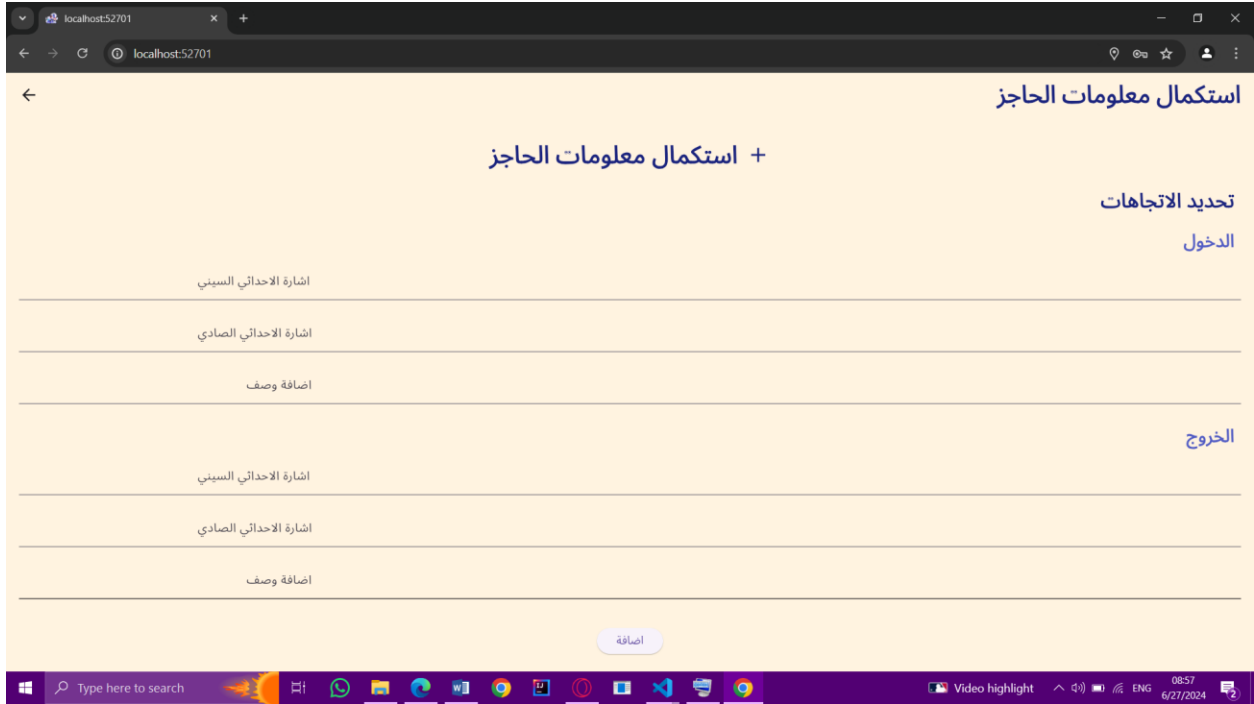 localhost:52701
localhost:52701
استكمال معلومات الحاجز
+ استكمال معلومات الحاجز
تحديد الاتجاهات
الدخول
اشارة الاحداثي السيني
اشارة الاحداثي الصادي
اضافة وصف
الخروج
اشارة الاحداثي السيني
اشارة الاحداثي الصادي
اضافة وصف
اضافة
Type here to search
Video highlight
ENG
08:57
6/27/2024
2